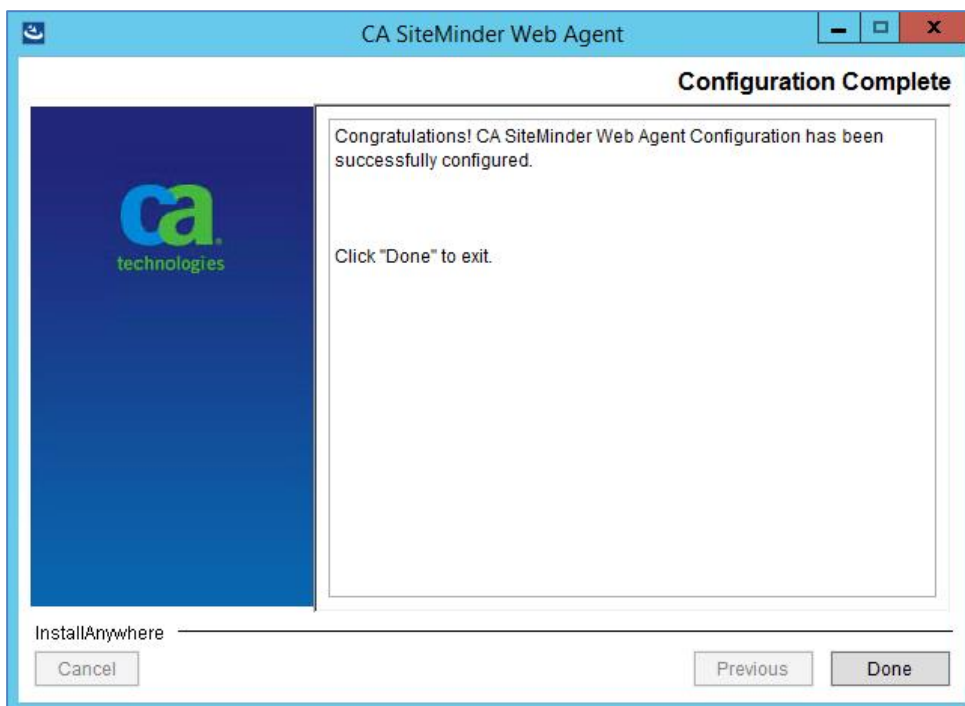 CA SiteMinder Web Agent
Configuration Complete
ca
technologies
Congratulations! CA SiteMinder Web Agent Configuration has been
successfully configured.
Click "Done" to exit.
InstallAnywhere
Cancel
Previous
Done